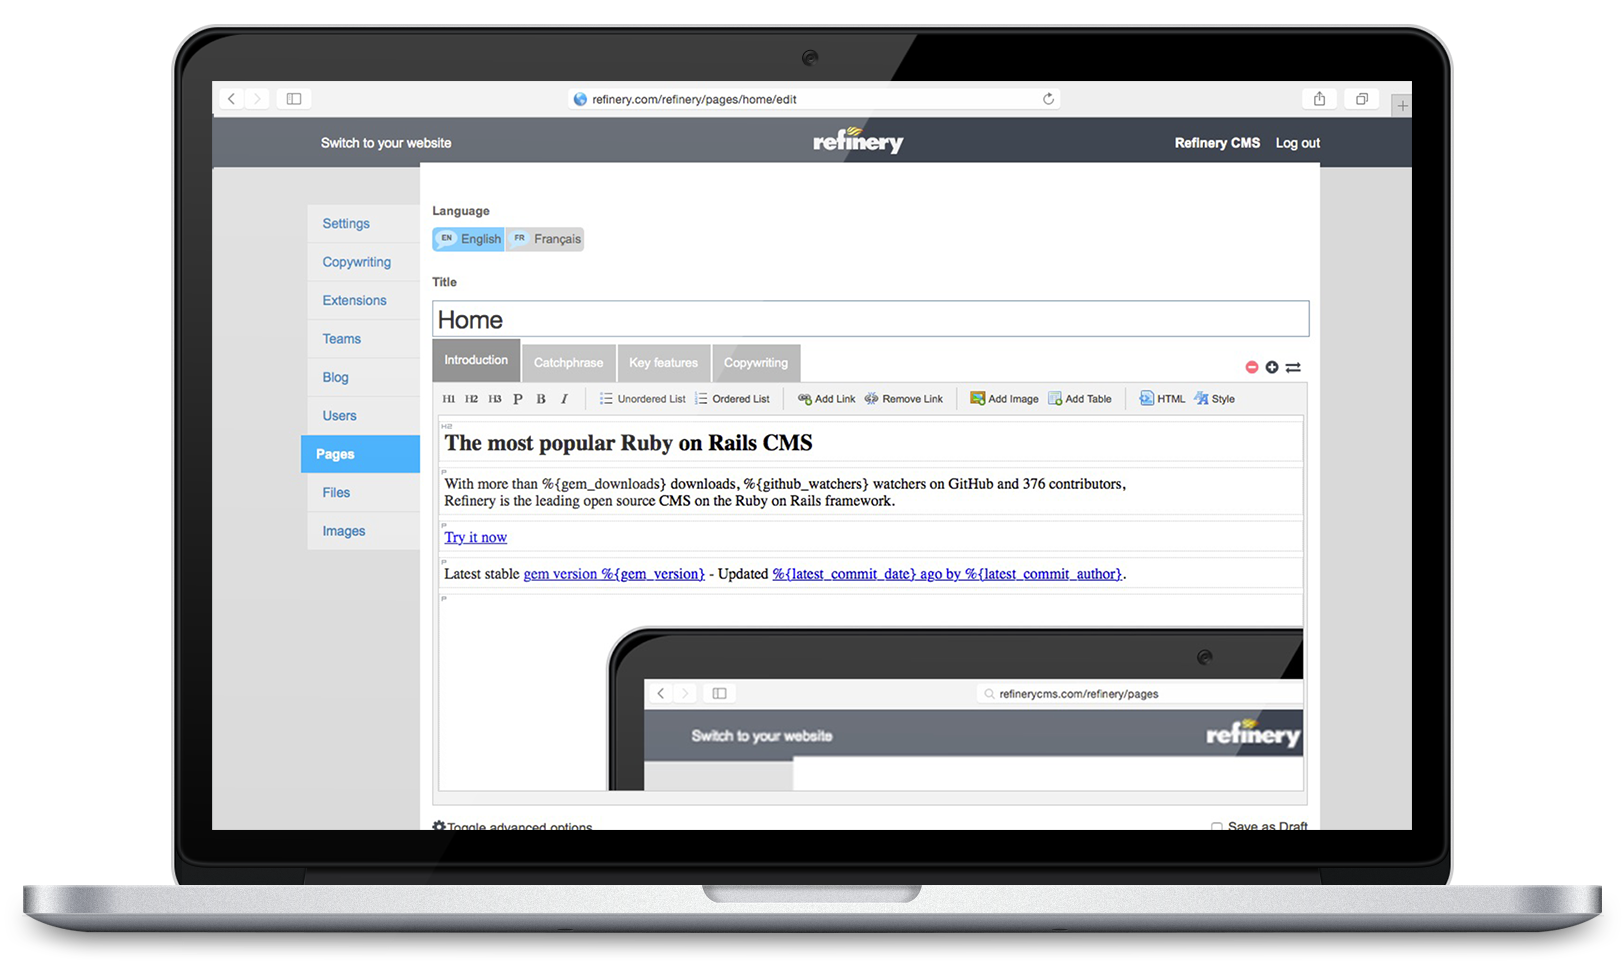 refinery.com/refinery/pages/home/edit
Switch to your website
refinery
Refinery CMS Log out
Settings
Copywriting
Extensions
Teams
Blog
Users
Pages
Files
Images
Language
EN English FR Français
Title
Home
Introduction Catchphrase Key features Copywriting
H1 H2 H3 P B I Unordered List Ordered List Add Link Remove Link Add Image Add Table HTML Style
H2
The most popular Ruby on Rails CMS
P
With more than %{gem_downloads} downloads, %{github_watchers} watchers on GitHub and 376 contributors,
Refinery is the leading open source CMS on the Ruby on Rails framework.
P
Try it now
P
Latest stable gem version %{gem_version} - Updated %{latest_commit_date} ago by %{latest_commit_author}.
P
refinerycms.com/refinery/pages
Switch to your website
refinery
Toggle advanced options
Save as Draft